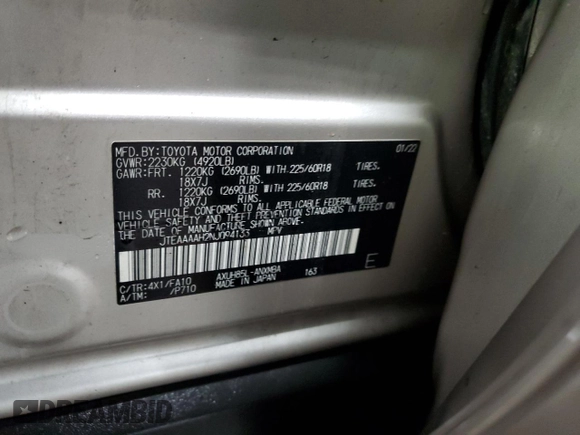 MFD.BY:TOYOTA MOTOR CORPORATION 01/22
GVWR:2230KG (4920LB)
GAWR:FRT. 1220KG (2690LB) WITH 225/60R18 TIRES.
18X7J RIMS.
RR. 1220KG (2690LB) WITH 225/60R18 TIRES.
18X7J RIMS.
THIS VEHICLE CONFORMS TO ALL APPLICABLE FEDERAL MOTOR
VEHICLE SAFETY AND THEFT PREVENTION STANDARDS IN EFFECT
ON THE DATE OF MANUFACTURE SHOWN ABOVE.
JTEAAAAH2NJ094133 MPV
C/TR:4X1/FA10 AXUH85L-ANXMBA 163 E
A/TM: /P710 MADE IN JAPAN
DREAMBID